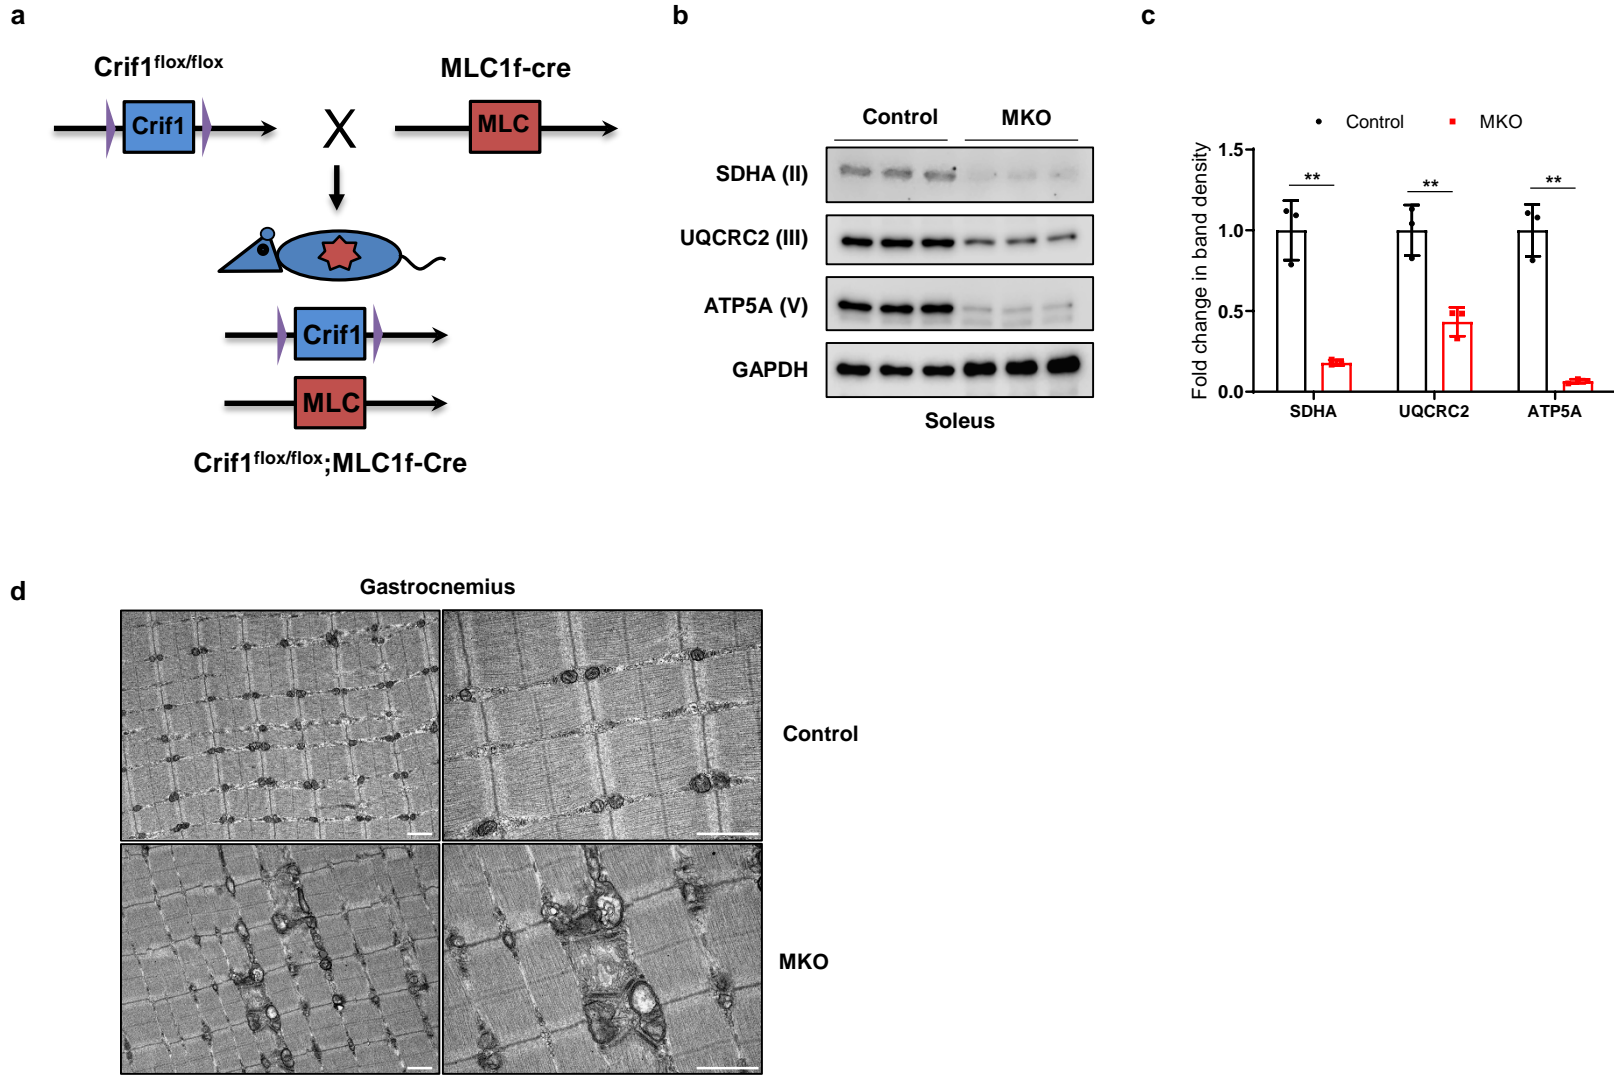 a
Crif1flox/flox
MLC1f-cre
Crif1
X
MLC
Crif1
MLC
Crif1flox/flox;MLC1f-Cre
b
Control MKO
SDHA (II)
UQCRC2 (III)
ATP5A (V)
GAPDH
Soleus
c
Control MKO
Fold change in band density
1.5
1.0
0.5
0.0
** ** **
SDHA UQCRC2 ATP5A
d
Gastrocnemius
Control
MKO